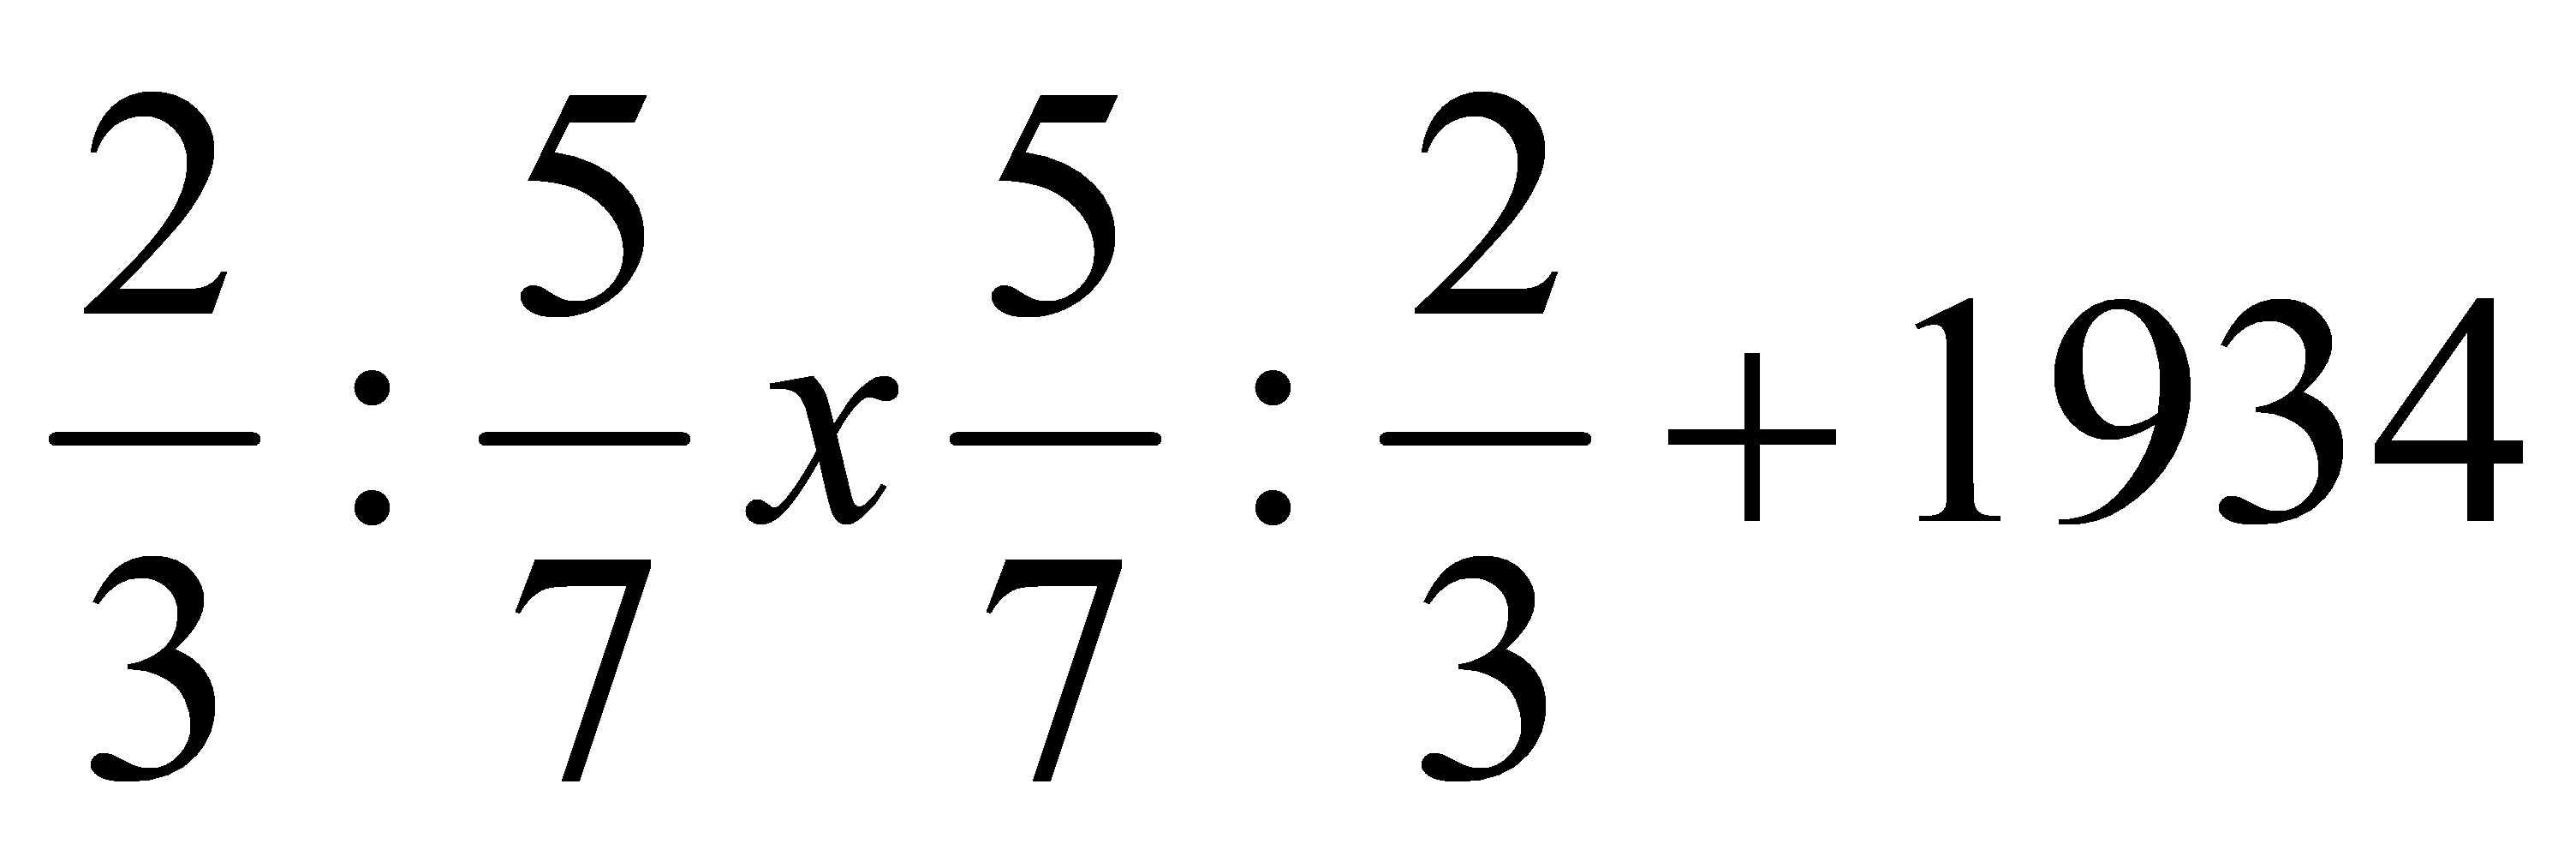 2/3 : 5/7 x 5/7 : 2/3 + 1934